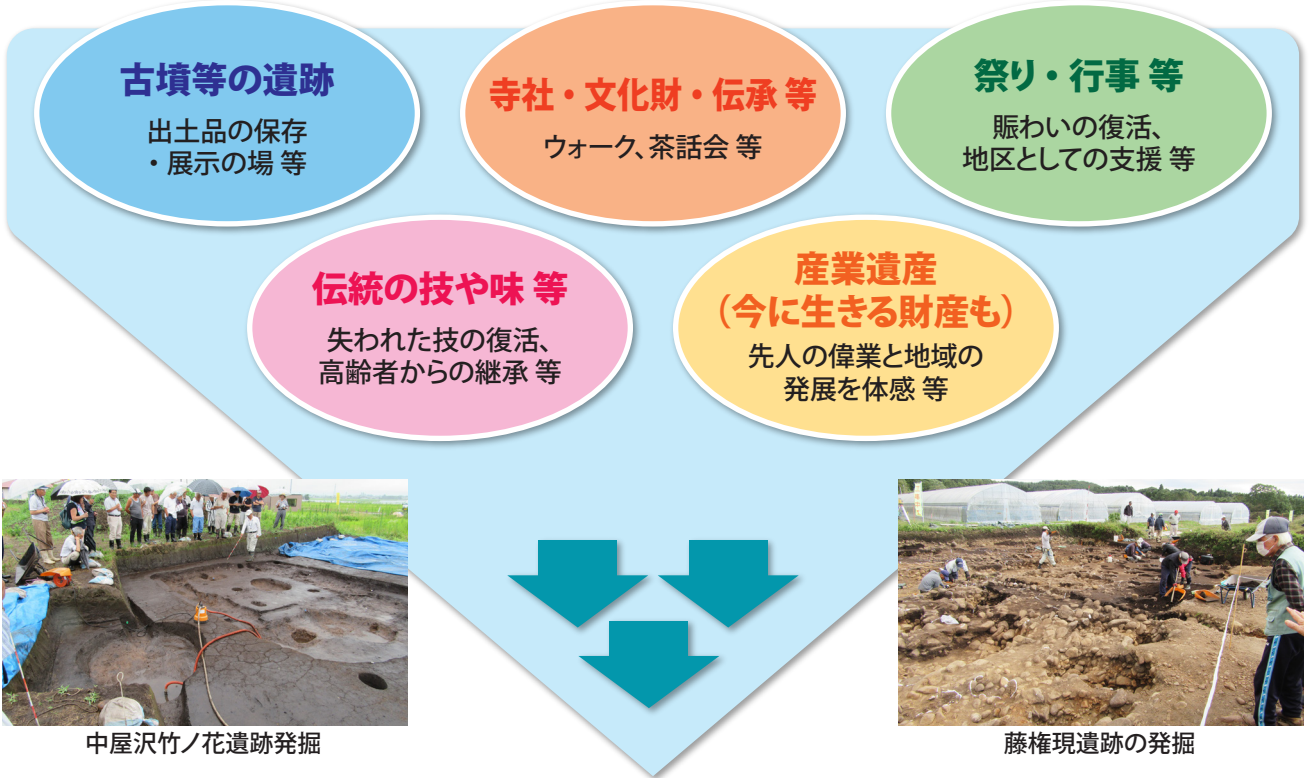 古墳等の遺跡
出土品の保存
・展示の場 等
寺社・文化財・伝承 等
ウォーク、茶話会 等
祭り・行事 等
賑わいの復活、
地区としての支援 等
伝統の技や味 等
失われた技の復活、
高齢者からの継承 等
産業遺産
（今に生きる財産も）
先人の偉業と地域の
発展を体感 等
中屋沢竹ノ花遺跡発掘
藤権現遺跡の発掘